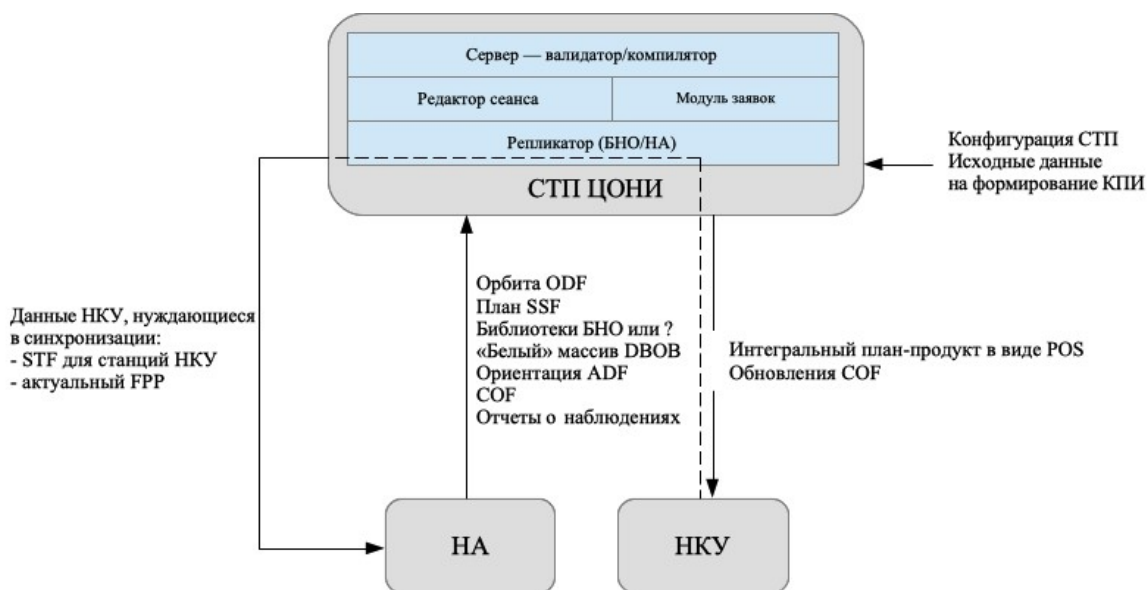 Сервер — валидатор/компилятор
Редактор сеанса
Модуль заявок
Репликатор (БНО/НА)
СТП ЦОНИ
Конфигурация СТП
Исходные данные
на формирование КПИ
Данные НКУ, нуждающиеся
в синхронизации:
- STF для станций НКУ
- актуальный FPP
Орбита ODF
План SSF
Библиотеки БНО или ?
«Белый» массив DBOB
Ориентация ADF
COF
Отчеты о наблюдениях
Интегральный план-продукт в виде POS
Обновления COF
НА
НКУ